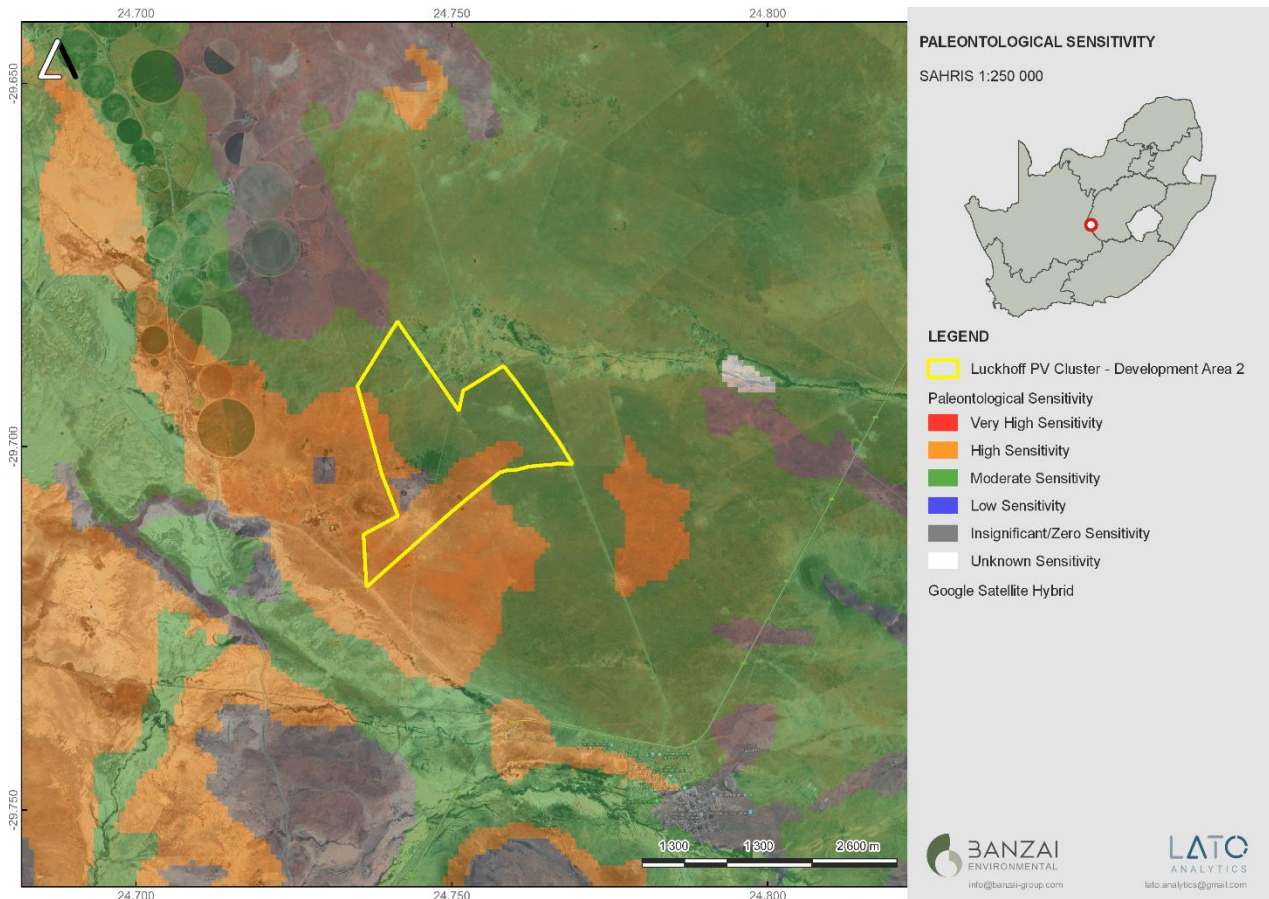 24.700 24.750 24.800
-29.650
-29.700
-29.750
1 300 1 300 2 600 m
24.700 24.750 24.800
PALEONTOLOGICAL SENSITIVITY
SAHRIS 1:250 000
LEGEND
Luckhoff PV Cluster - Development Area 2
Paleontological Sensitivity
Very High Sensitivity
High Sensitivity
Moderate Sensitivity
Low Sensitivity
Insignificant/Zero Sensitivity
Unknown Sensitivity
Google Satellite Hybrid
BANZAI
ENVIRONMENTAL
info@banzai-group.com
LATO
ANALYTICS
lato.analytics@gmail.com